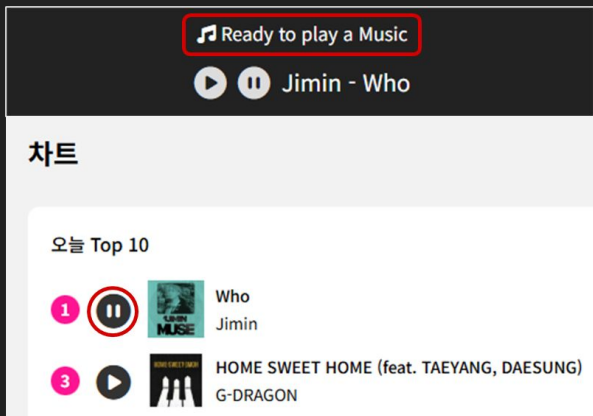 Ready to play a Music
Jimin - Who
차트
오늘 Top 10
1
Who
Jimin
MUSE
3
HOME SWEET HOME (feat. TAEYANG, DAESUNG)
G-DRAGON